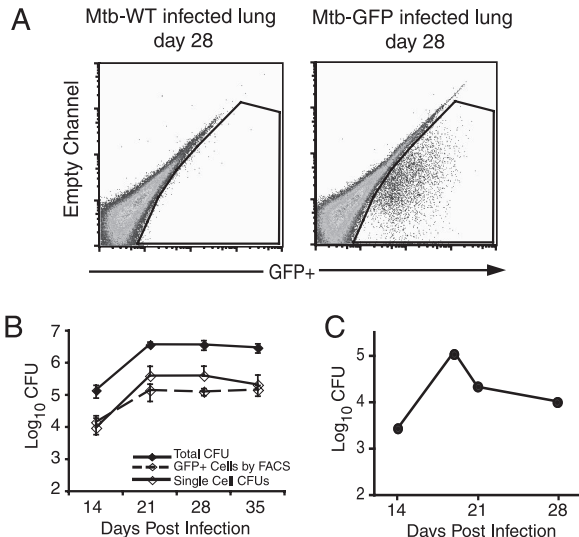 A
Mtb-WT infected lung
day 28
Mtb-GFP infected lung
day 28
Empty Channel
GFP+
B
Log10 CFU
7
6
5
4
3
2
Total CFU
GFP+ Cells by FACS
Single Cell CFUs
14 21 28 35
Days Post Infection
C
Log10 CFU
5
4
3
2
14 21 28
Days Post Infection